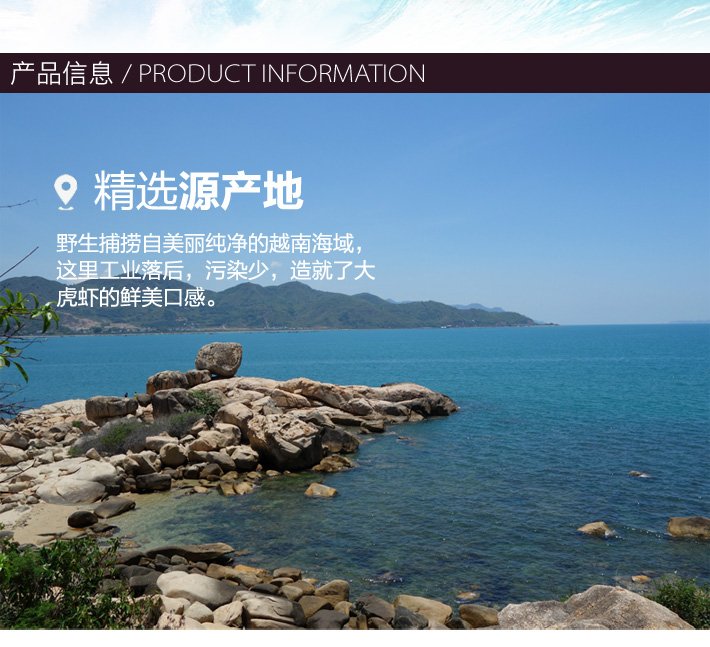 产品信息 / PRODUCT INFORMATION
精选源产地
野生捕捞自美丽纯净的越南海域，
这里工业落后，污染少，造就了大
虎虾的鲜美口感。